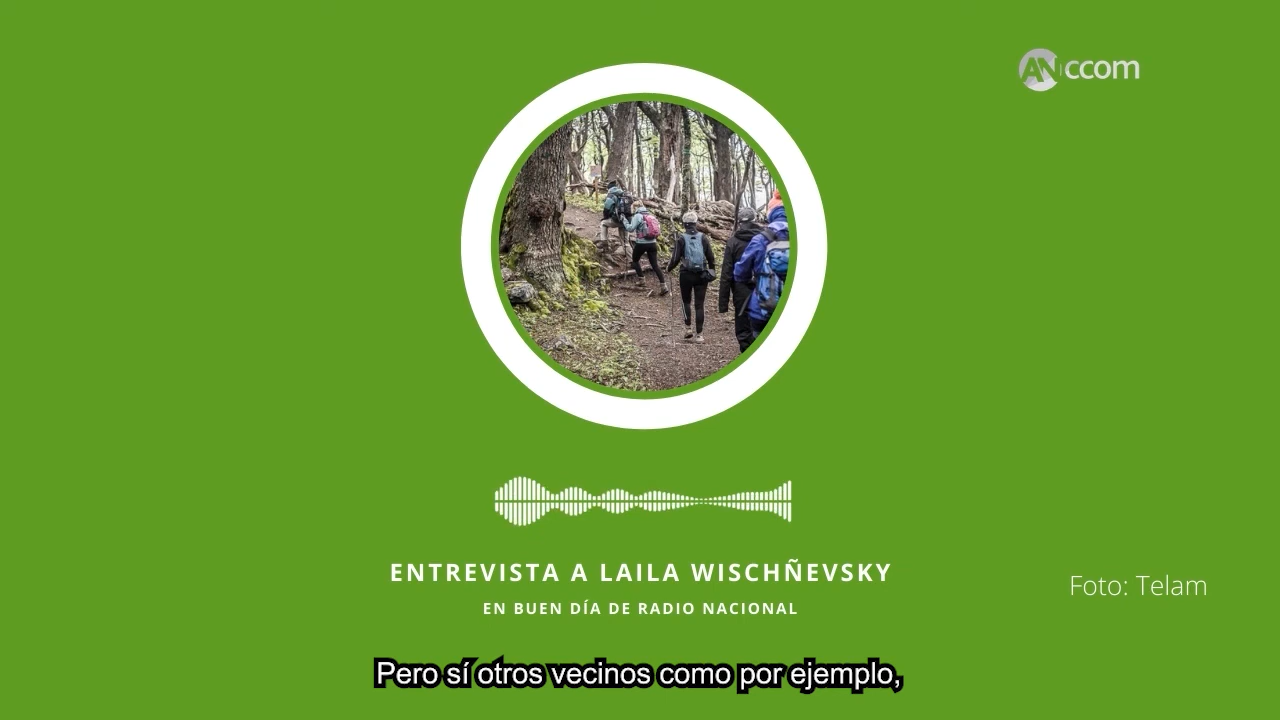 ANccom
ENTREVISTA A LAILA WISCHÑEVSKY
Foto: Telam
EN BUEN DÍA DE RADIO NACIONAL
Pero sí otros vecinos como por ejemplo,